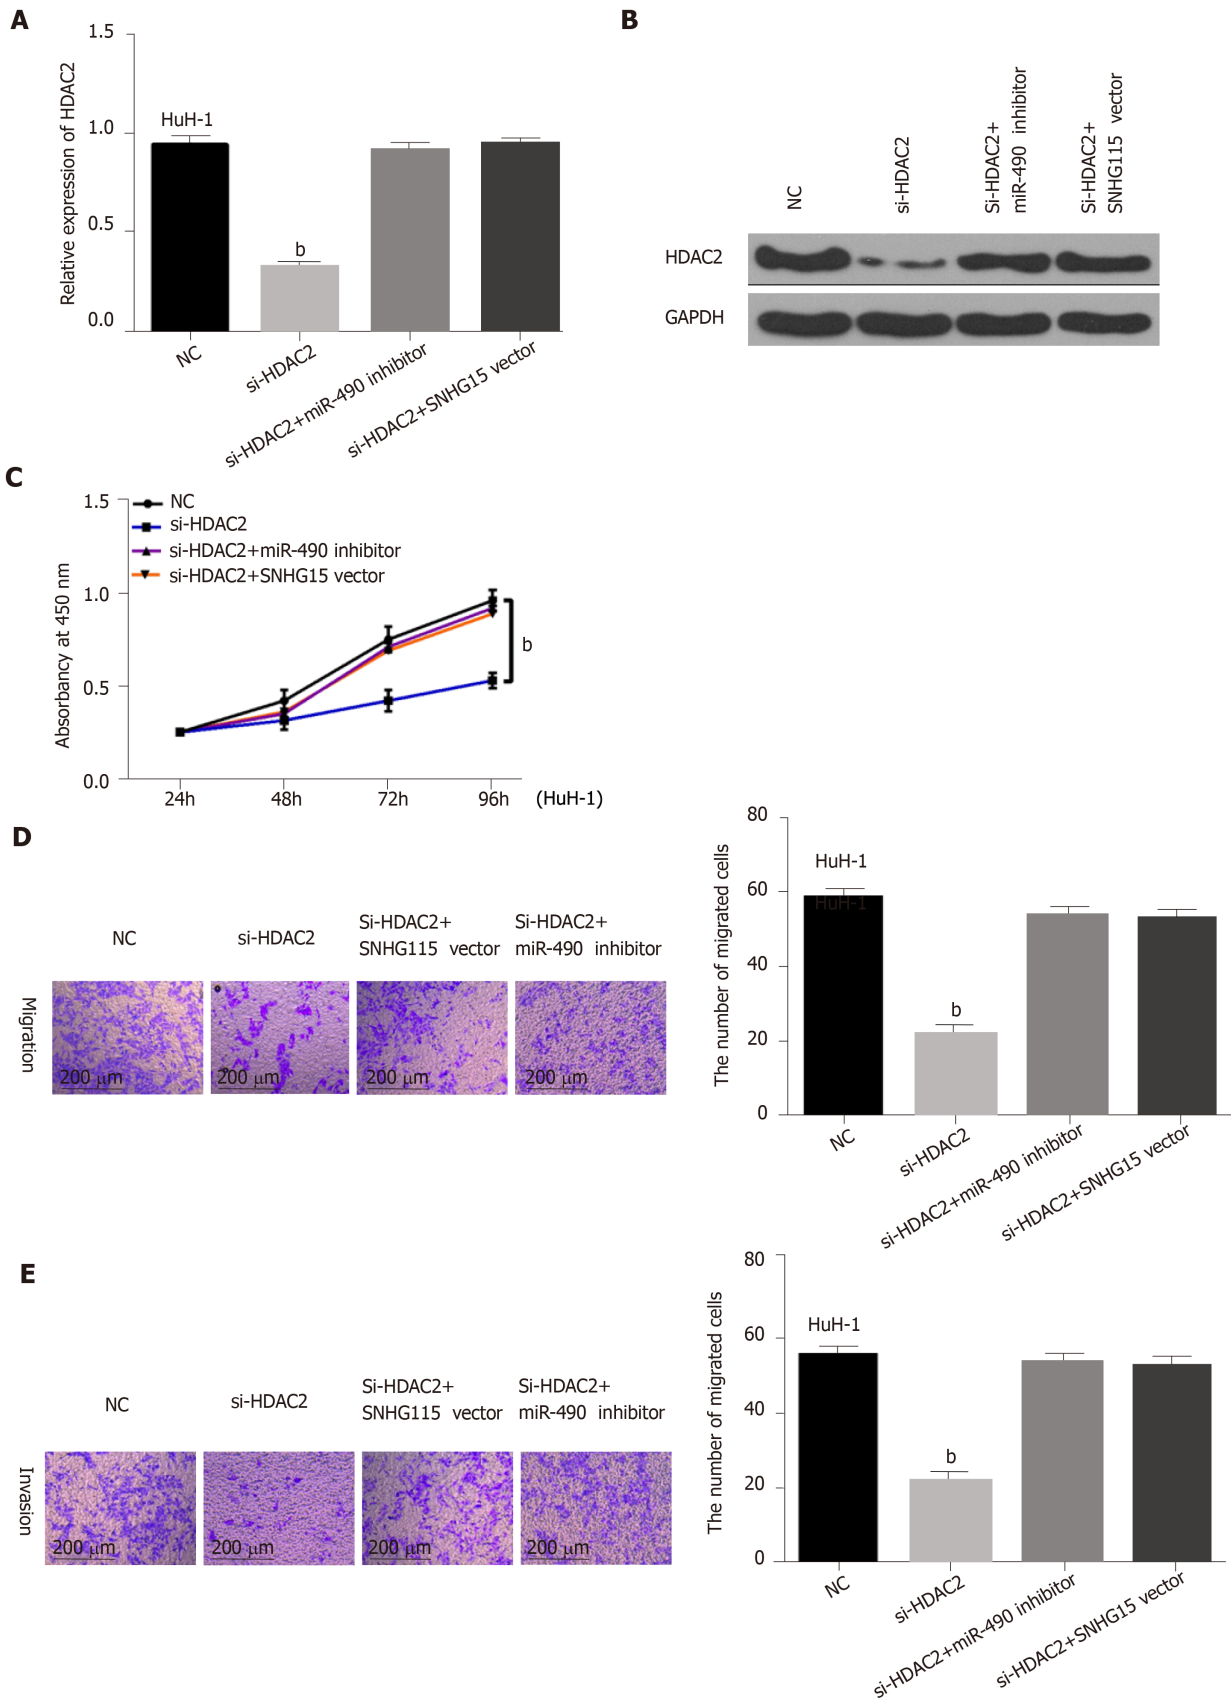 A
1.5
1.0
0.5
0.0
Relative expression of HDAC2
HuH-1
b
NC
si-HDAC2
si-HDAC2+miR-490 inhibitor
si-HDAC2+SNHG15 vector
B
NC
si-HDAC2
Si-HDAC2+
miR-490 inhibitor
Si-HDAC2+
SNHG115 vector
HDAC2
GAPDH
C
1.5
1.0
0.5
0.0
Absorbancy at 450 nm
NC
si-HDAC2
si-HDAC2+miR-490 inhibitor
si-HDAC2+SNHG15 vector
b
24h
48h
72h
96h
(HuH-1)
D
NC
si-HDAC2
Si-HDAC2+
SNHG115 vector
Si-HDAC2+
miR-490 inhibitor
Migration
200 μm
200 μm
200 μm
200 μm
80
60
40
20
0
The number of migrated cells
HuH-1
HuH-1
b
NC
si-HDAC2
si-HDAC2+miR-490 inhibitor
si-HDAC2+SNHG15 vector
E
NC
si-HDAC2
Si-HDAC2+
SNHG115 vector
Si-HDAC2+
miR-490 inhibitor
Invasion
200 μm
200 μm
200 μm
200 μm
80
60
40
20
0
The number of migrated cells
HuH-1
b
NC
si-HDAC2
si-HDAC2+miR-490 inhibitor
si-HDAC2+SNHG15 vector